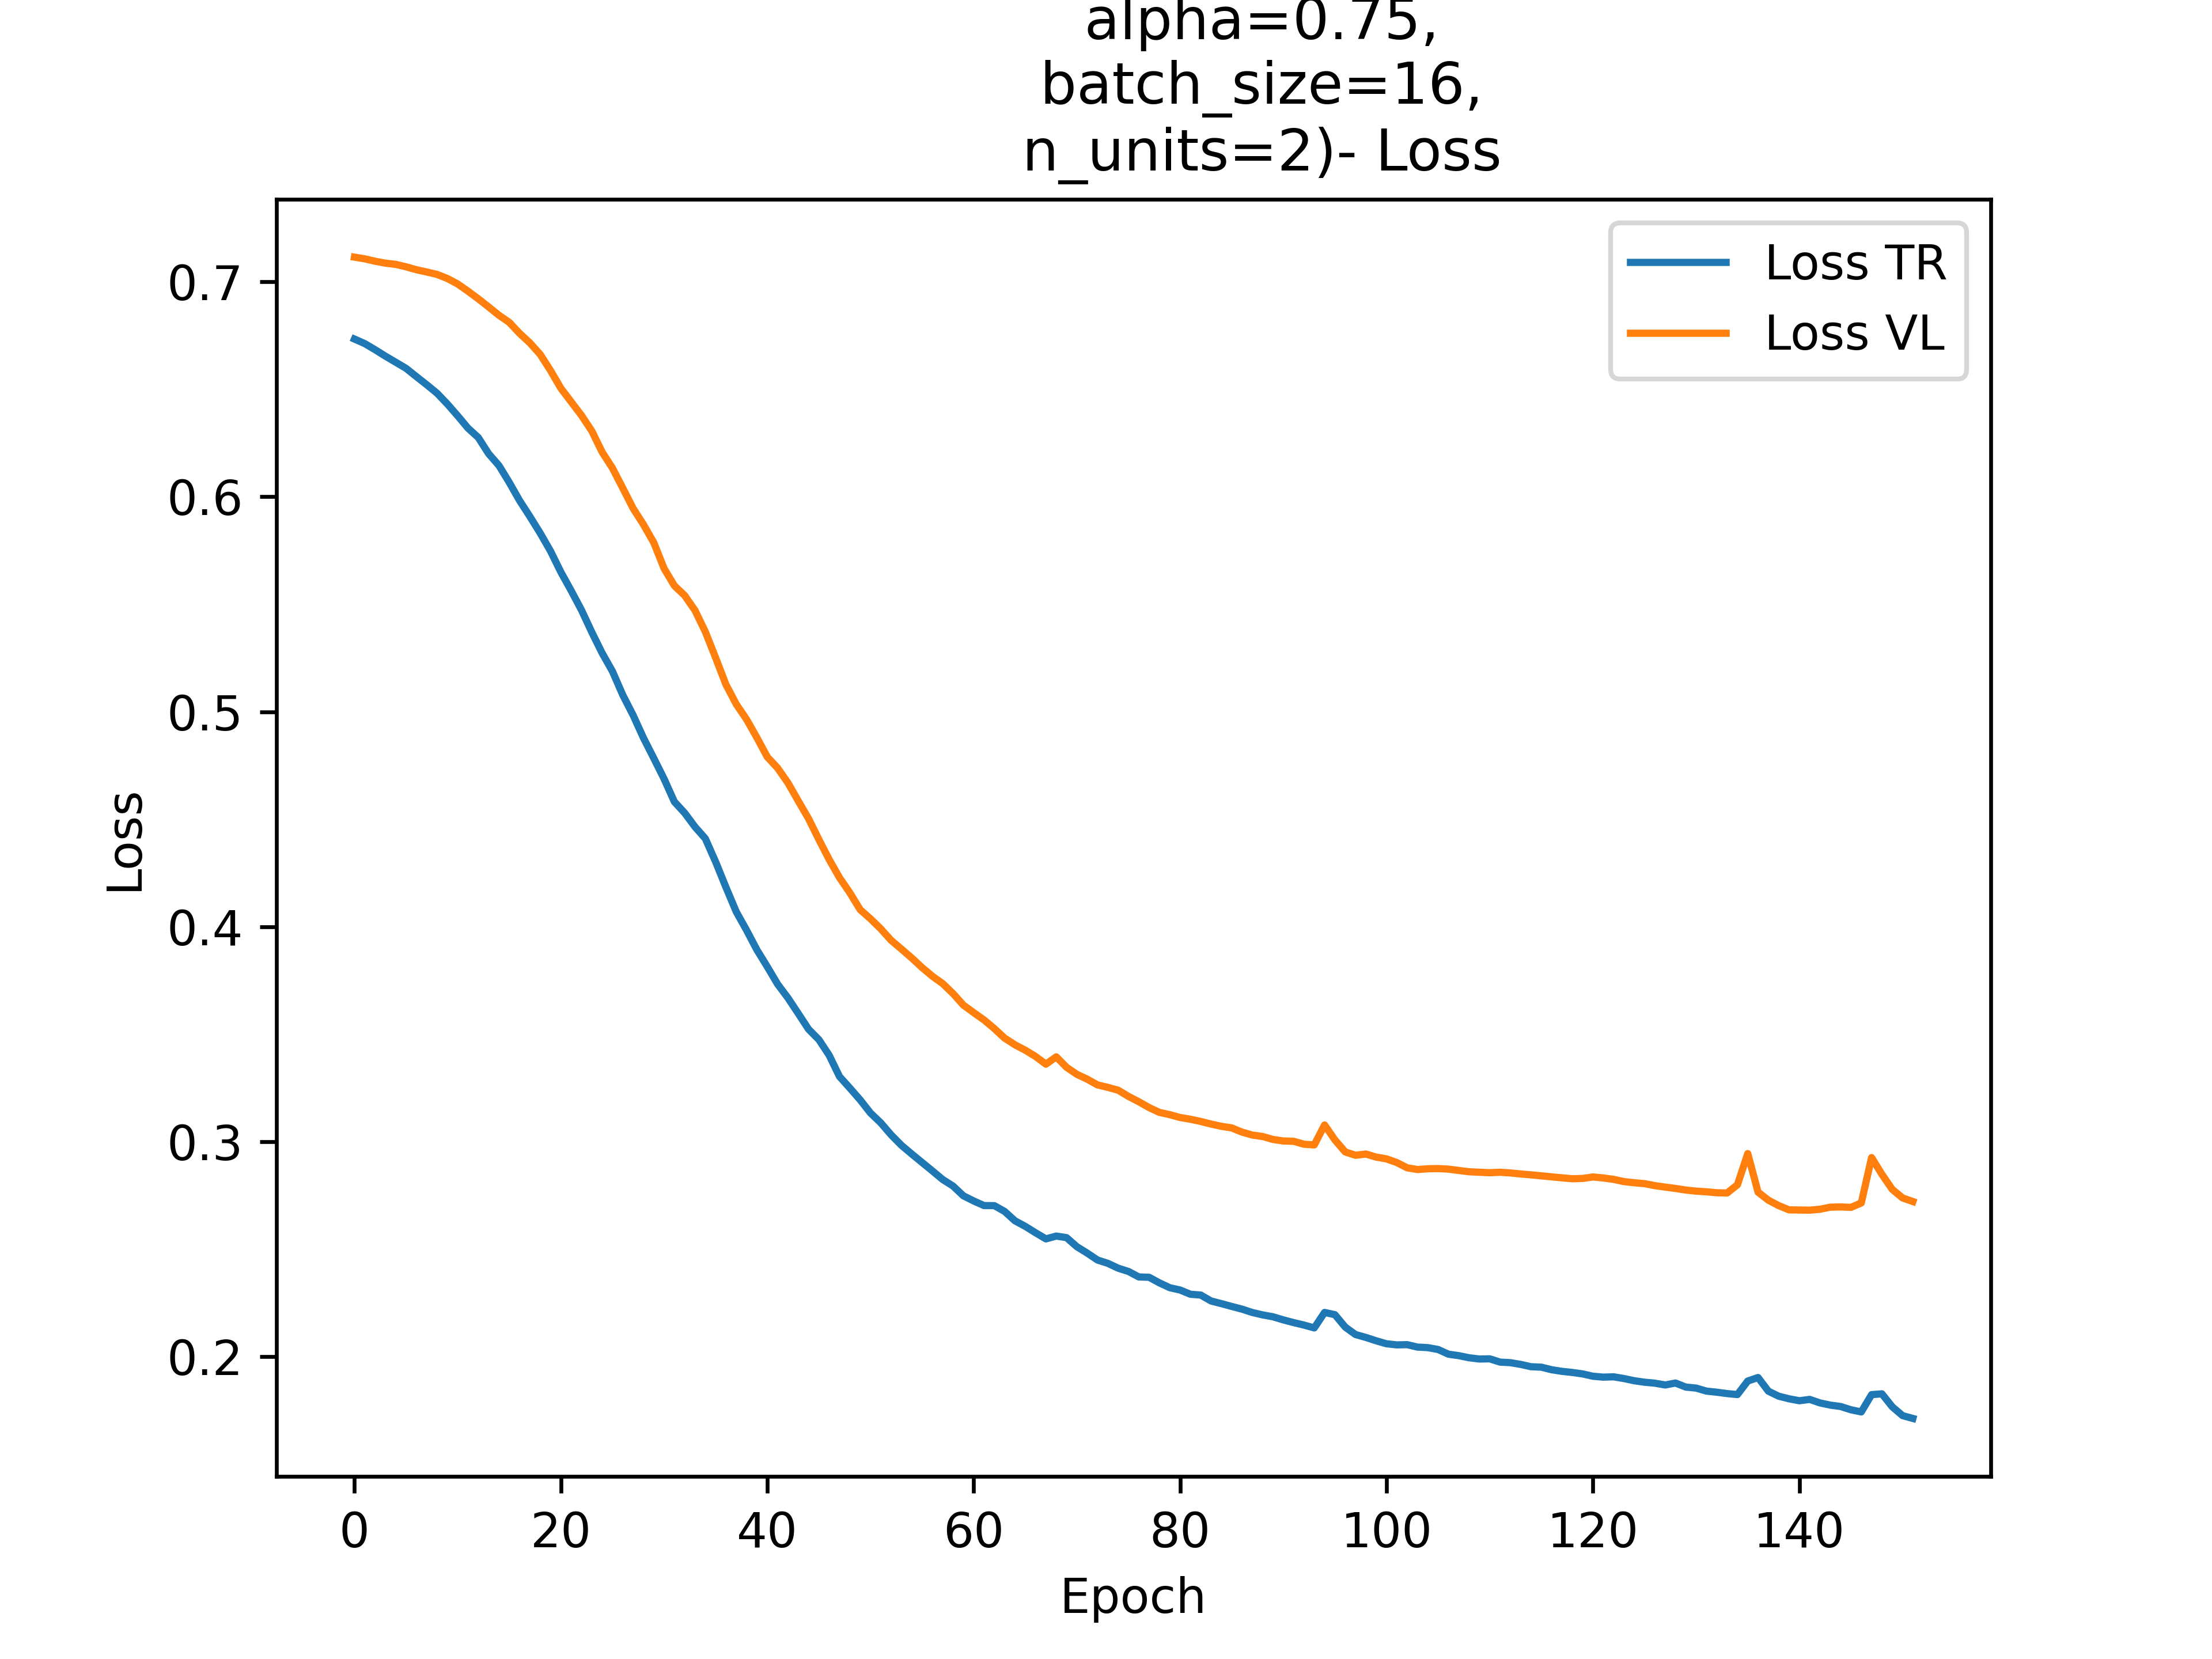 alpha=0.75,
batch_size=16,
n_units=2)- Loss
Loss TR
Loss VL
0.7
0.6
0.5
0.4
0.3
0.2
Loss
0 20 40 60 80 100 120 140
Epoch